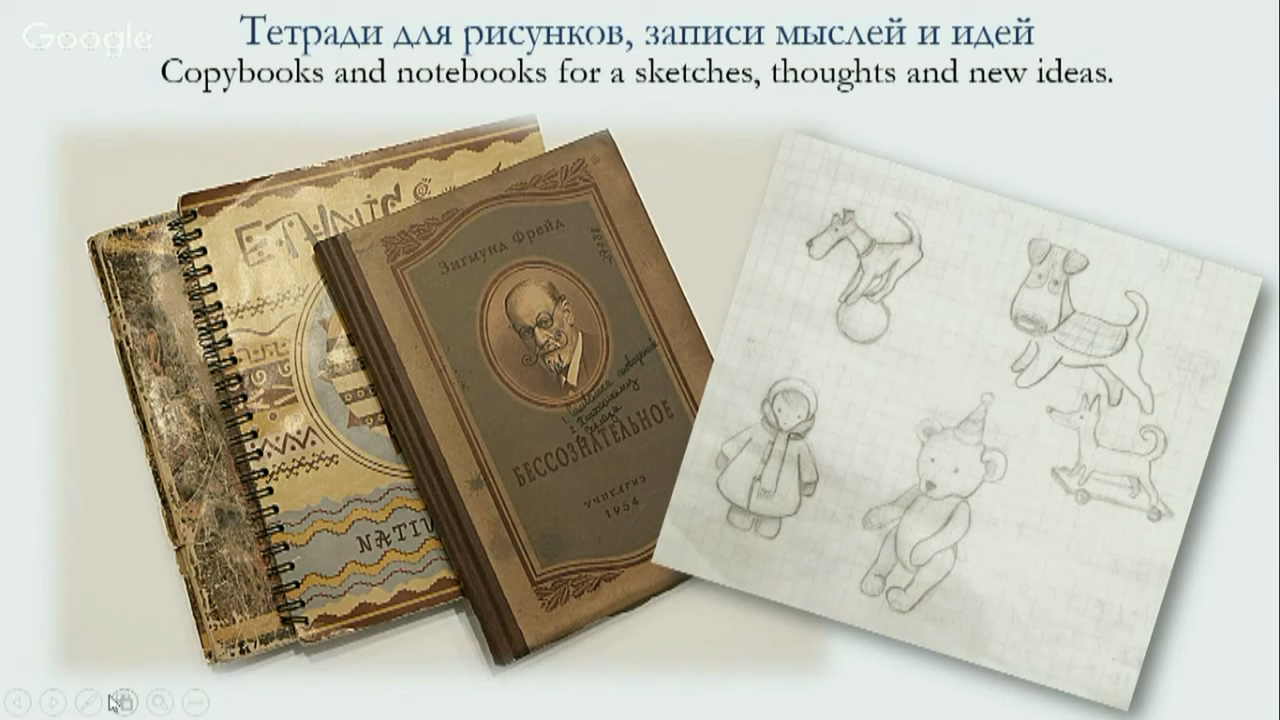 Google
Тетради для рисунков, записи мыслей и идей
Copybooks and notebooks for a sketches, thoughts and new ideas.
ETHNIC
NATIV
Зигмунд Фрейд
БЕССОЗНАТЕЛЬНОЕ
УЧПЕДГИЗ
1954